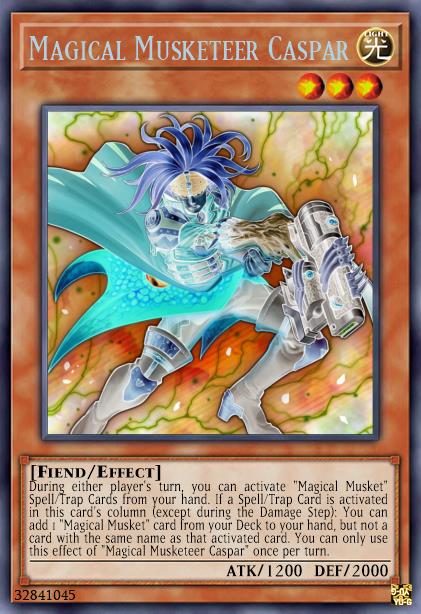 Magical Musketeer Caspar
LIGHT
光
[Fiend/Effect]
During either player's turn, you can activate "Magical Musket"
Spell/Trap Cards from your hand. If a Spell/Trap Card is activated
in this card's column (except during the Damage Step): You can
add 1 "Magical Musket" card from your Deck to your hand, but not a
card with the same name as that activated card. You can only use
this effect of "Magical Musketeer Caspar" once per turn.
ATK/1200 DEF/2000
32841045